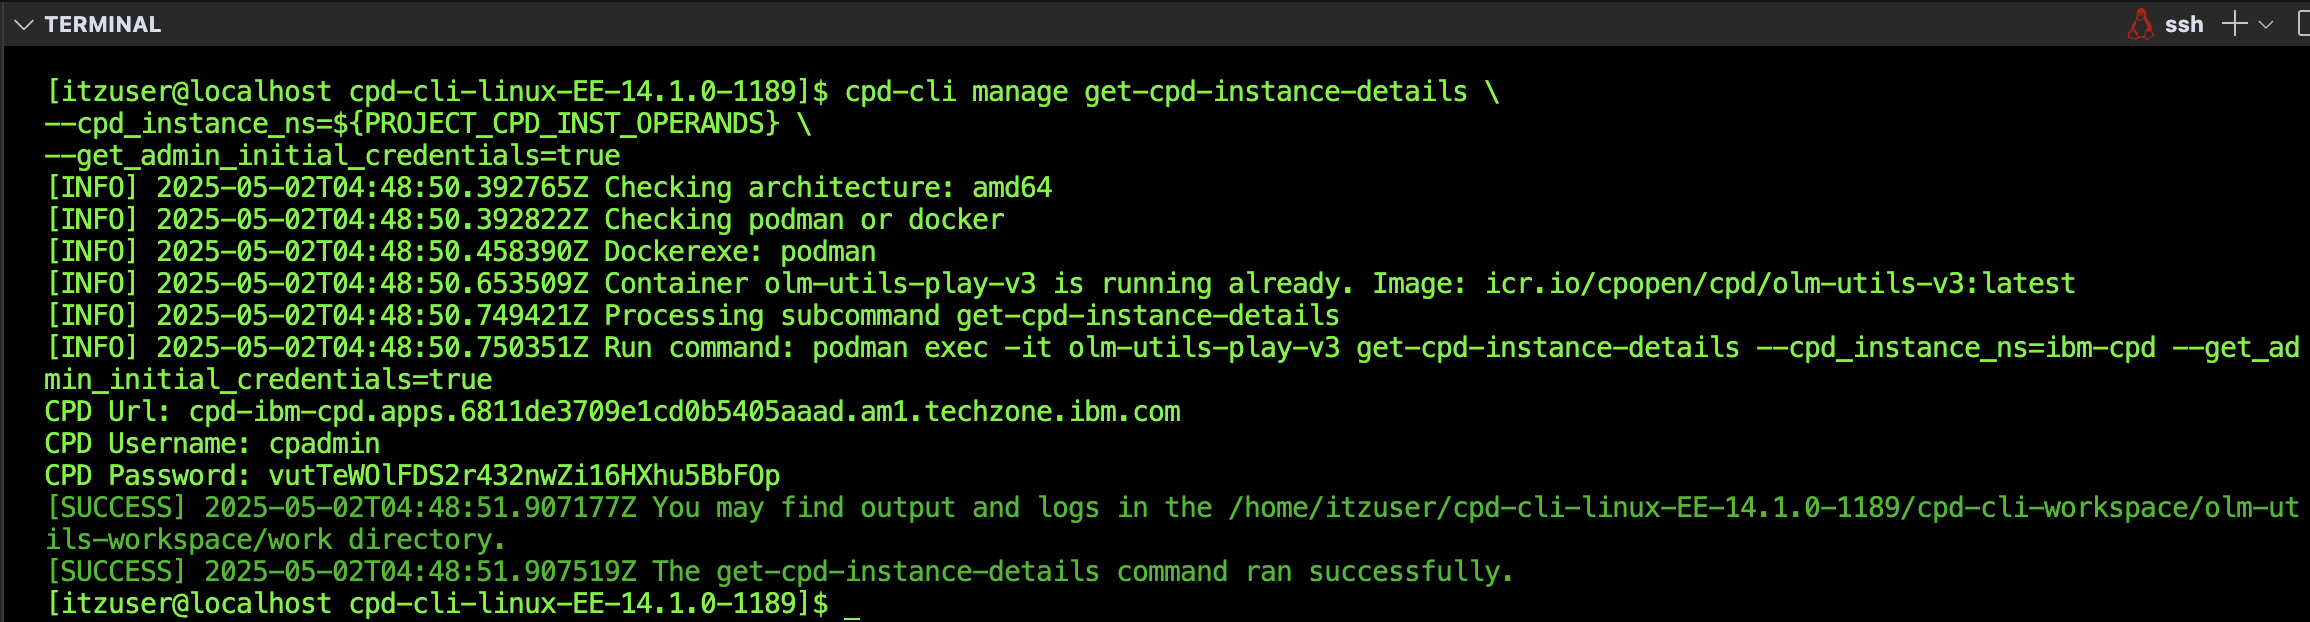 TERMINAL
ssh
[itzuser@localhost cpd-cli-linux-EE-14.1.0-1189]$ cpd-cli manage get-cpd-instance-details \
--cpd_instance_ns=${PROJECT_CPD_INST_OPERANDS} \
--get_admin_initial_credentials=true
[INFO] 2025-05-02T04:48:50.392765Z Checking architecture: amd64
[INFO] 2025-05-02T04:48:50.392822Z Checking podman or docker
[INFO] 2025-05-02T04:48:50.458390Z Dockerexe: podman
[INFO] 2025-05-02T04:48:50.653509Z Container olm-utils-play-v3 is running already. Image: icr.io/cpopen/cpd/olm-utils-v3:latest
[INFO] 2025-05-02T04:48:50.749421Z Processing subcommand get-cpd-instance-details
[INFO] 2025-05-02T04:48:50.750351Z Run command: podman exec -it olm-utils-play-v3 get-cpd-instance-details --cpd_instance_ns=ibm-cpd --get_ad
min_initial_credentials=true
CPD Url: cpd-ibm-cpd.apps.6811de3709e1cd0b5405aaad.am1.techzone.ibm.com
CPD Username: cpadmin
CPD Password: vutTeWOlFDS2r432nwZi16HXhu5BbFOp
[SUCCESS] 2025-05-02T04:48:51.907177Z You may find output and logs in the /home/itzuser/cpd-cli-linux-EE-14.1.0-1189/cpd-cli-workspace/olm-ut
ils-workspace/work directory.
[SUCCESS] 2025-05-02T04:48:51.907519Z The get-cpd-instance-details command ran successfully.
[itzuser@localhost cpd-cli-linux-EE-14.1.0-1189]$ _